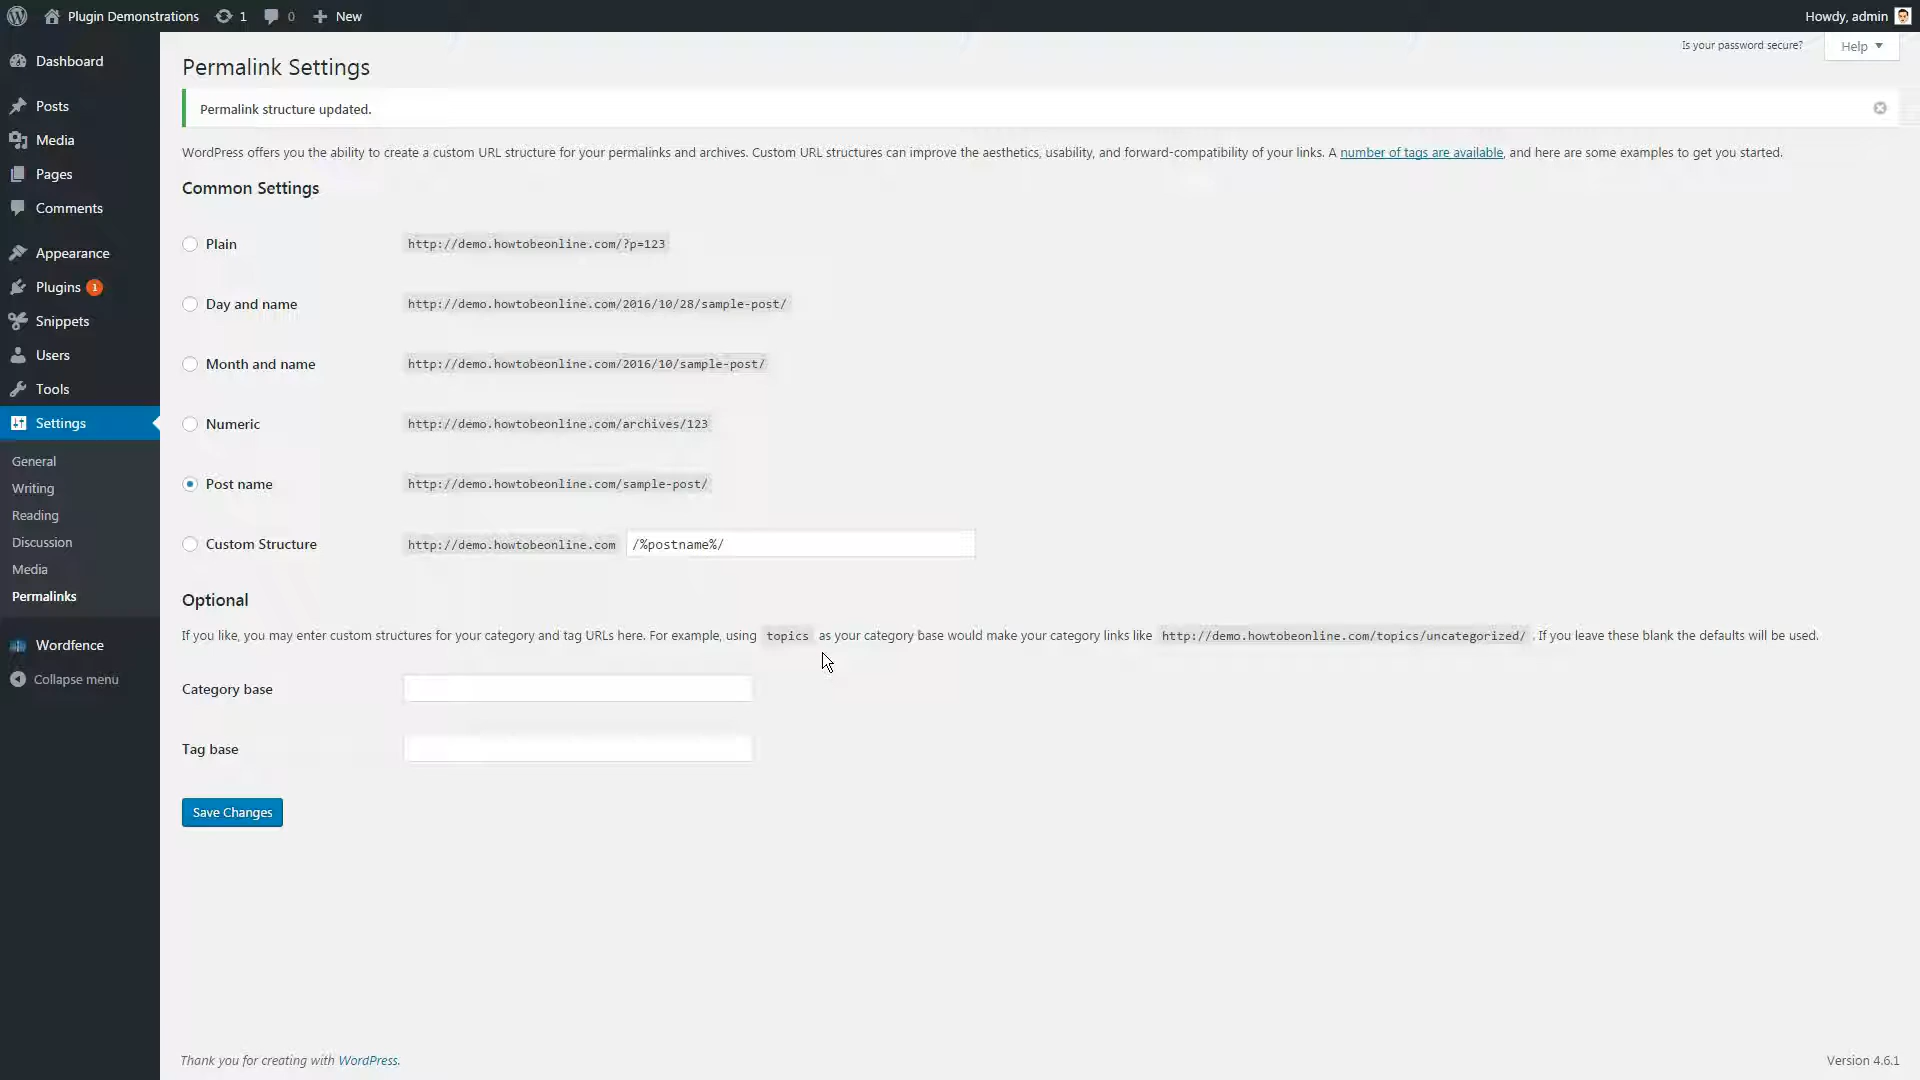 Plugin Demonstrations 1 0 New Howdy, admin
Is your password secure? Help
Dashboard
Posts
Media
Pages
Comments
Appearance
Plugins 1
Snippets
Users
Tools
Settings
General
Writing
Reading
Discussion
Media
Permalinks
Wordfence
Collapse menu
Permalink Settings
Permalink structure updated.
WordPress offers you the ability to create a custom URL structure for your permalinks and archives. Custom URL structures can improve the aesthetics, usability, and forward-compatibility of your links. A number of tags are available, and here are some examples to get you started.
Common Settings
Plain http://demo.howtobeonline.com/?p=123
Day and name http://demo.howtobeonline.com/2016/10/28/sample-post/
Month and name http://demo.howtobeonline.com/2016/10/sample-post/
Numeric http://demo.howtobeonline.com/archives/123
Post name http://demo.howtobeonline.com/sample-post/
Custom Structure http://demo.howtobeonline.com /%postname%/
Optional
If you like, you may enter custom structures for your category and tag URLs here. For example, using topics as your category base would make your category links like http://demo.howtobeonline.com/topics/uncategorized/ . If you leave these blank the defaults will be used.
Category base
Tag base
Save Changes
Thank you for creating with WordPress. Version 4.6.1